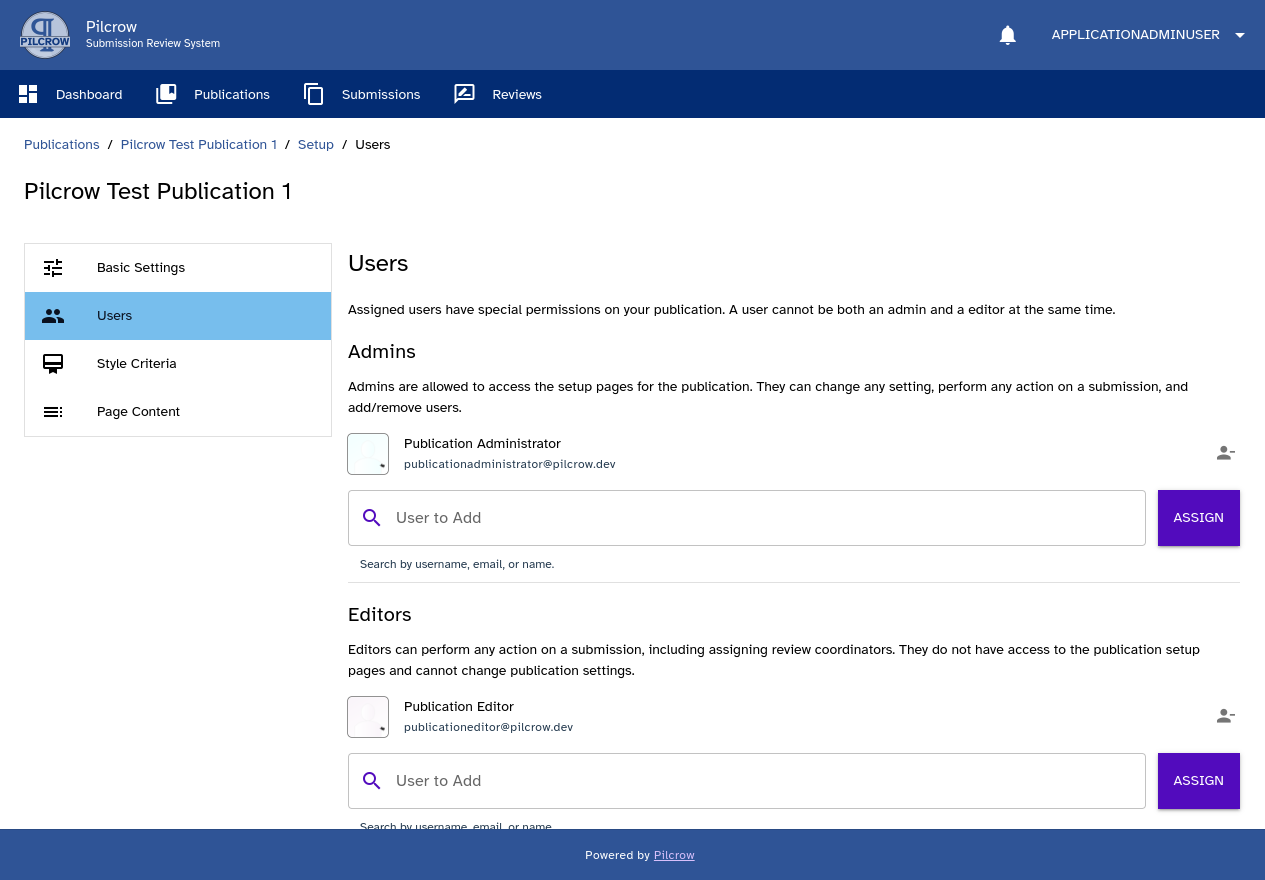 PILCROW
Pilcrow
Submission Review System
APPLICATIONADMINUSER
Dashboard
Publications
Submissions
Reviews
Publications / Pilcrow Test Publication 1 / Setup / Users
Pilcrow Test Publication 1
Basic Settings
Users
Style Criteria
Page Content
Users
Assigned users have special permissions on your publication. A user cannot be both an admin and a editor at the same time.
Admins
Admins are allowed to access the setup pages for the publication. They can change any setting, perform any action on a submission, and
add/remove users.
Publication Administrator
publicationadministrator@pilcrow.dev
User to Add
ASSIGN
Search by username, email, or name.
Editors
Editors can perform any action on a submission, including assigning review coordinators. They do not have access to the publication setup
pages and cannot change publication settings.
Publication Editor
publicationeditor@pilcrow.dev
User to Add
ASSIGN
Search by username, email, or name.
Powered by Pilcrow